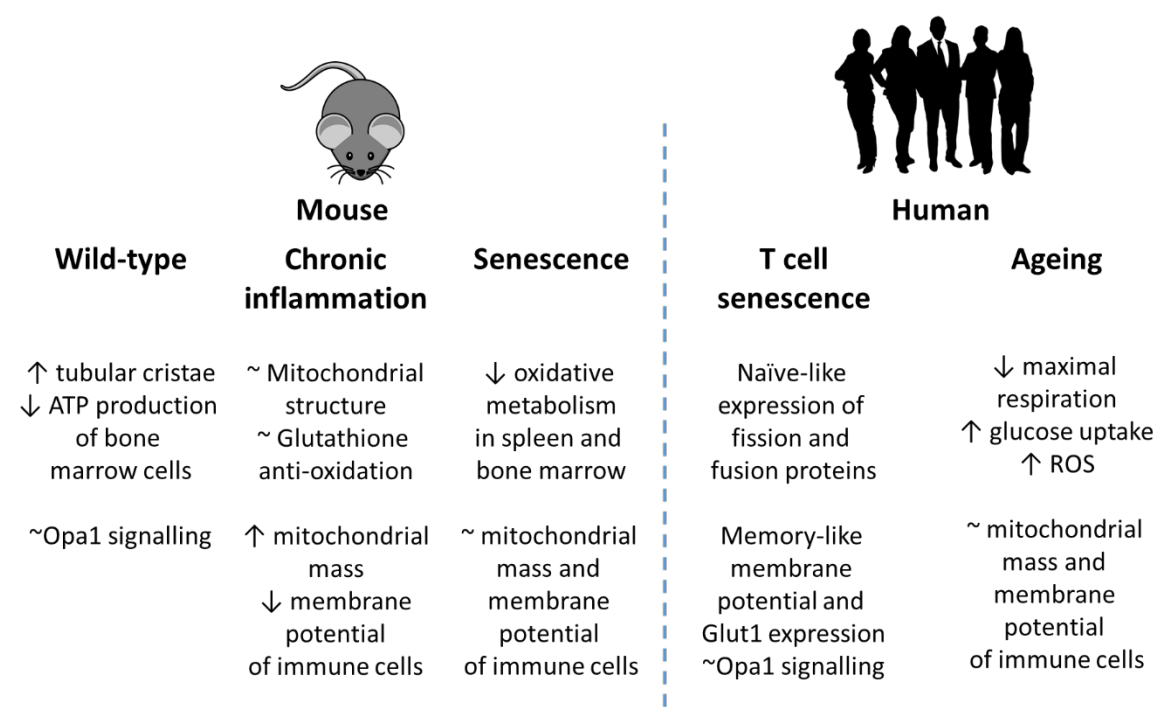 Mouse
Human
Wild-type
Chronic
inflammation
Senescence
T cell
senescence
Ageing
↑ tubular cristae
↓ ATP production
of bone
marrow cells
~Opa1 signalling
~ Mitochondrial
structure
~ Glutathione
anti-oxidation
↑ mitochondrial
mass
↓ membrane
potential
of immune cells
↓ oxidative
metabolism
in spleen and
bone marrow
~ mitochondrial
mass and
membrane
potential
of immune cells
Naïve-like
expression of
fission and
fusion proteins
Memory-like
membrane
potential and
Glut1 expression
~Opa1 signalling
↓ maximal
respiration
↑ glucose uptake
↑ ROS
~ mitochondrial
mass and
membrane
potential
of immune cells